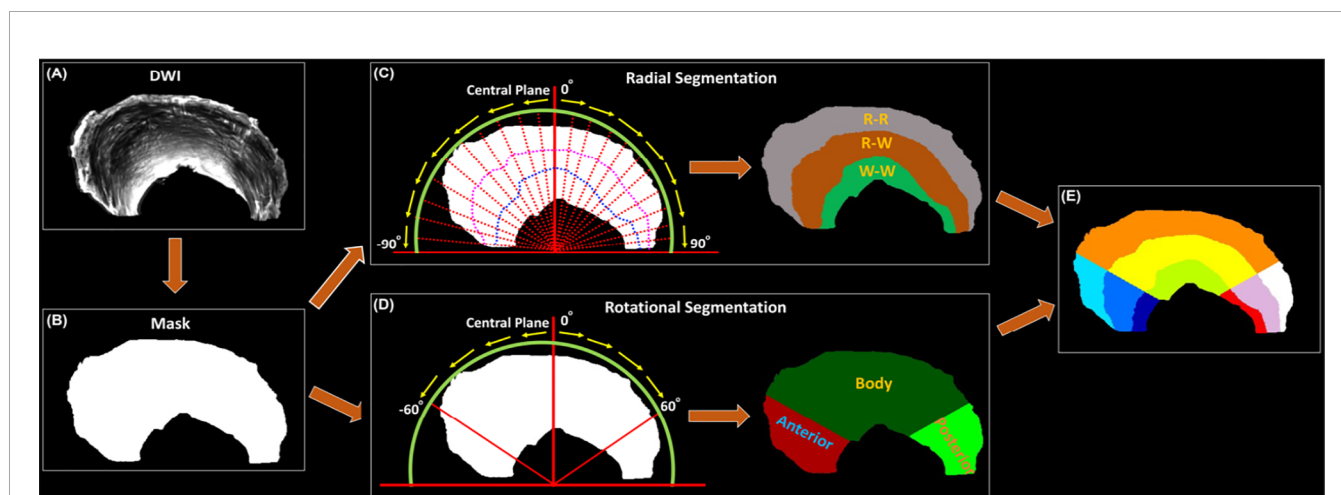 (A)
DWI
(B)
Mask
(C)
Radial Segmentation
Central Plane 0°
-90°
90°
R-R
R-W
W-W
(D)
Rotational Segmentation
Central Plane 0°
-60°
60°
Body
Anterior
Posterior
(E)